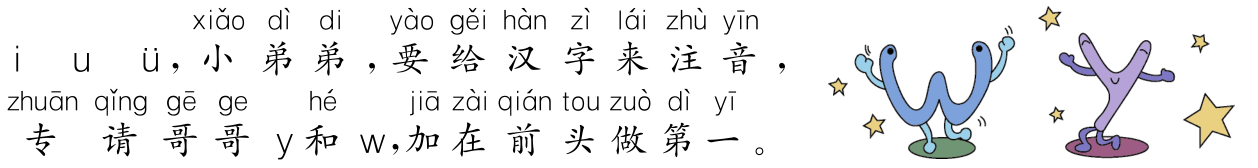 xiǎo dì di yào gěi hàn zì lái zhù yīn
i u ü，小弟弟，要给汉字来注音，
zhuān qǐng gē ge hé jiā zài qián tou zuò dì yī
专请哥哥y和w，加在前头做第一。